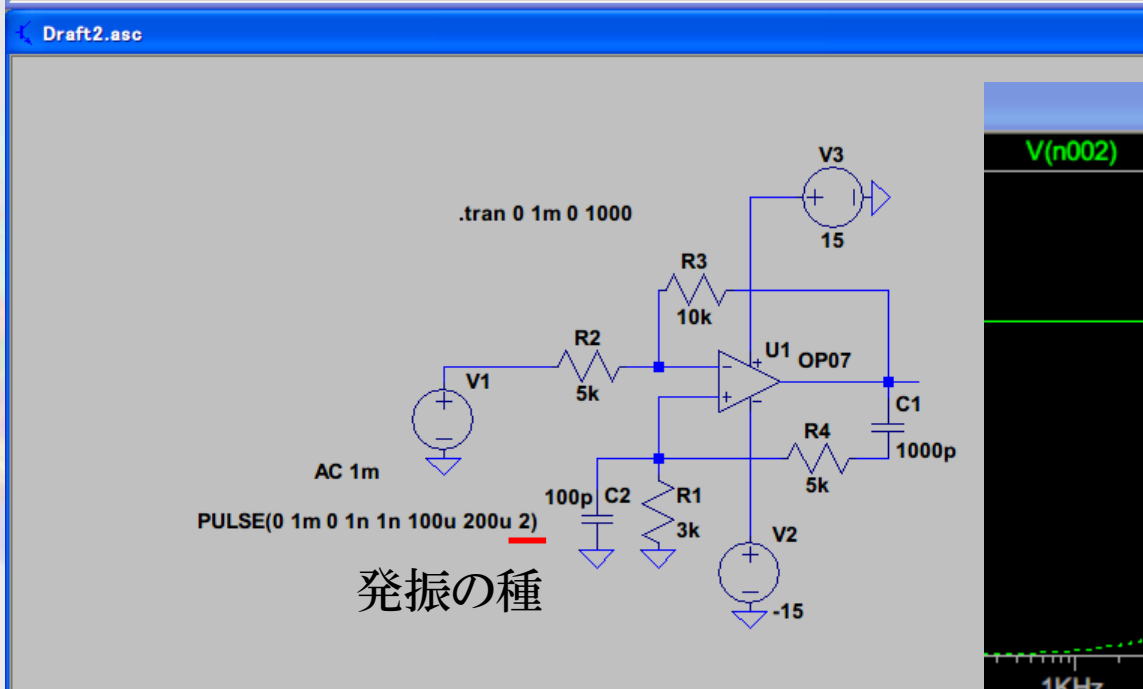 Draft2.asc
V(n002)
V3
.tran 0 1m 0 1000
15
R3
10k
R2
5k
U1
OP07
V1
C1
1000p
R4
5k
AC 1m
100p
C2
R1
3k
PULSE(0 1m 0 1n 1n 100u 200u 2)
V2
-15
発振の種
1KHz